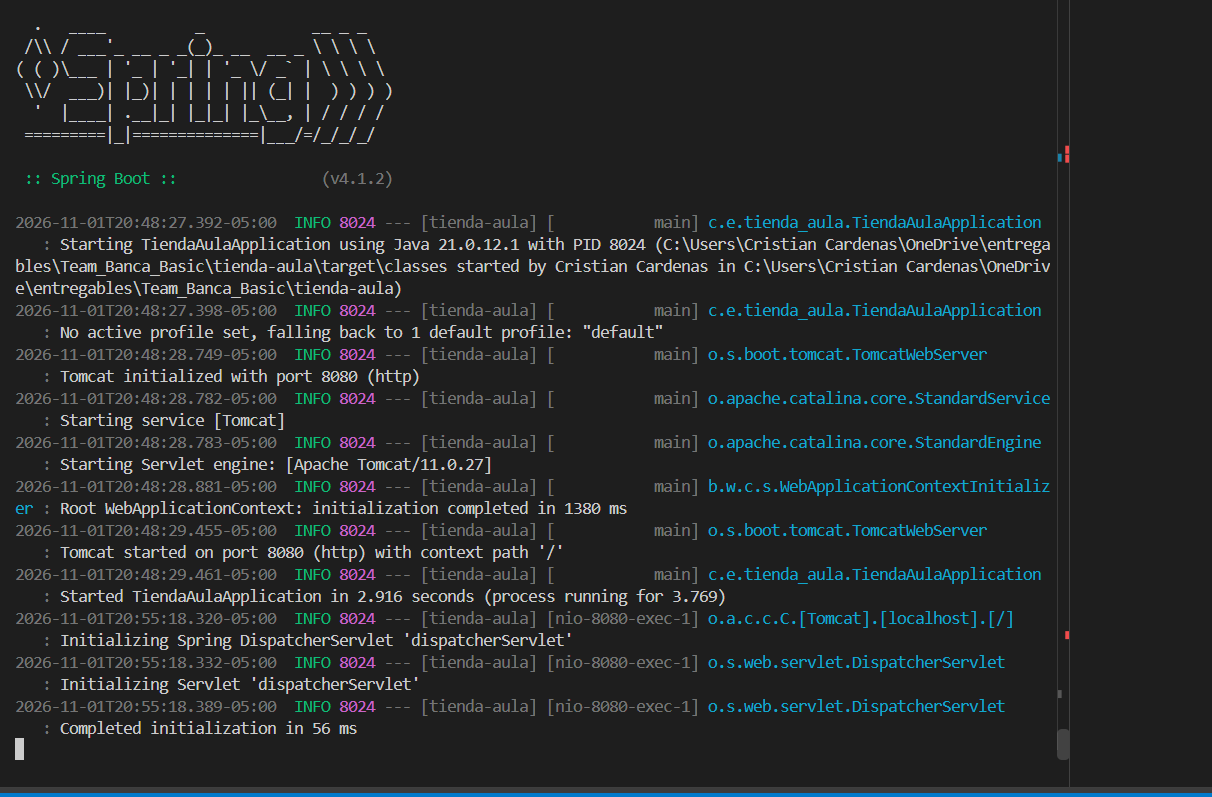 .   ____          _            __ _ _
 /\\ / ___'_ __ _ _(_)_ __  __ _ \ \ \ \
( ( )\___ | '_ | '_| | '_ \/ _` | \ \ \ \
 \\/  ___)| |_)| | | | | || (_| |  ) ) ) )
  '  |____| .__|_| |_|_| |_\__, | / / / /
 =========|_|==============|___/=/_/_/_/

 :: Spring Boot ::                (v4.1.2)

2026-11-01T20:48:27.392-05:00  INFO 8024 --- [tienda-aula] [           main] c.e.tienda_aula.TiendaAulaApplication
   : Starting TiendaAulaApplication using Java 21.0.12.1 with PID 8024 (C:\Users\Cristian Cardenas\OneDrive\entrega
bles\Team_Banca_Basic\tienda-aula\target\classes started by Cristian Cardenas in C:\Users\Cristian Cardenas\OneDriv
e\entregables\Team_Banca_Basic\tienda-aula)
2026-11-01T20:48:27.398-05:00  INFO 8024 --- [tienda-aula] [           main] c.e.tienda_aula.TiendaAulaApplication
   : No active profile set, falling back to 1 default profile: "default"
2026-11-01T20:48:28.749-05:00  INFO 8024 --- [tienda-aula] [           main] o.s.boot.tomcat.TomcatWebServer
   : Tomcat initialized with port 8080 (http)
2026-11-01T20:48:28.782-05:00  INFO 8024 --- [tienda-aula] [           main] o.apache.catalina.core.StandardService
   : Starting service [Tomcat]
2026-11-01T20:48:28.783-05:00  INFO 8024 --- [tienda-aula] [           main] o.apache.catalina.core.StandardEngine
   : Starting Servlet engine: [Apache Tomcat/11.0.27]
2026-11-01T20:48:28.881-05:00  INFO 8024 --- [tienda-aula] [           main] b.w.c.s.WebApplicationContextInitializ
er : Root WebApplicationContext: initialization completed in 1380 ms
2026-11-01T20:48:29.455-05:00  INFO 8024 --- [tienda-aula] [           main] o.s.boot.tomcat.TomcatWebServer
   : Tomcat started on port 8080 (http) with context path '/'
2026-11-01T20:48:29.461-05:00  INFO 8024 --- [tienda-aula] [           main] c.e.tienda_aula.TiendaAulaApplication
   : Started TiendaAulaApplication in 2.916 seconds (process running for 3.769)
2026-11-01T20:55:18.320-05:00  INFO 8024 --- [tienda-aula] [nio-8080-exec-1] o.a.c.c.C.[Tomcat].[localhost].[/]
   : Initializing Spring DispatcherServlet 'dispatcherServlet'
2026-11-01T20:55:18.332-05:00  INFO 8024 --- [tienda-aula] [nio-8080-exec-1] o.s.web.servlet.DispatcherServlet
   : Initializing Servlet 'dispatcherServlet'
2026-11-01T20:55:18.389-05:00  INFO 8024 --- [tienda-aula] [nio-8080-exec-1] o.s.web.servlet.DispatcherServlet
   : Completed initialization in 56 ms